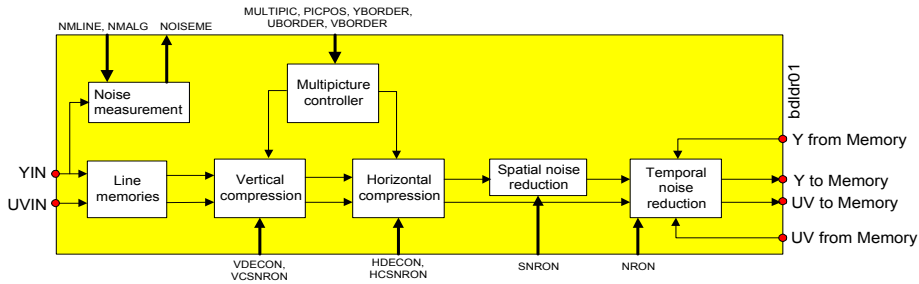 MULTIPIC, PICPOS, YBORDER,
UBORDER, VBORDER
NMLINE, NMALG
NOISEME
Noise
measurement
Multipicture
controller
bdldr01
Y from Memory
YIN
UVIN
Line
memories
Vertical
compression
Horizontal
compression
Spatial noise
reduction
Temporal
noise
reduction
Y to Memory
UV to Memory
UV from Memory
VDECON,
VCSNRON
HDECON,
HCSNRON
SNRON
NRON